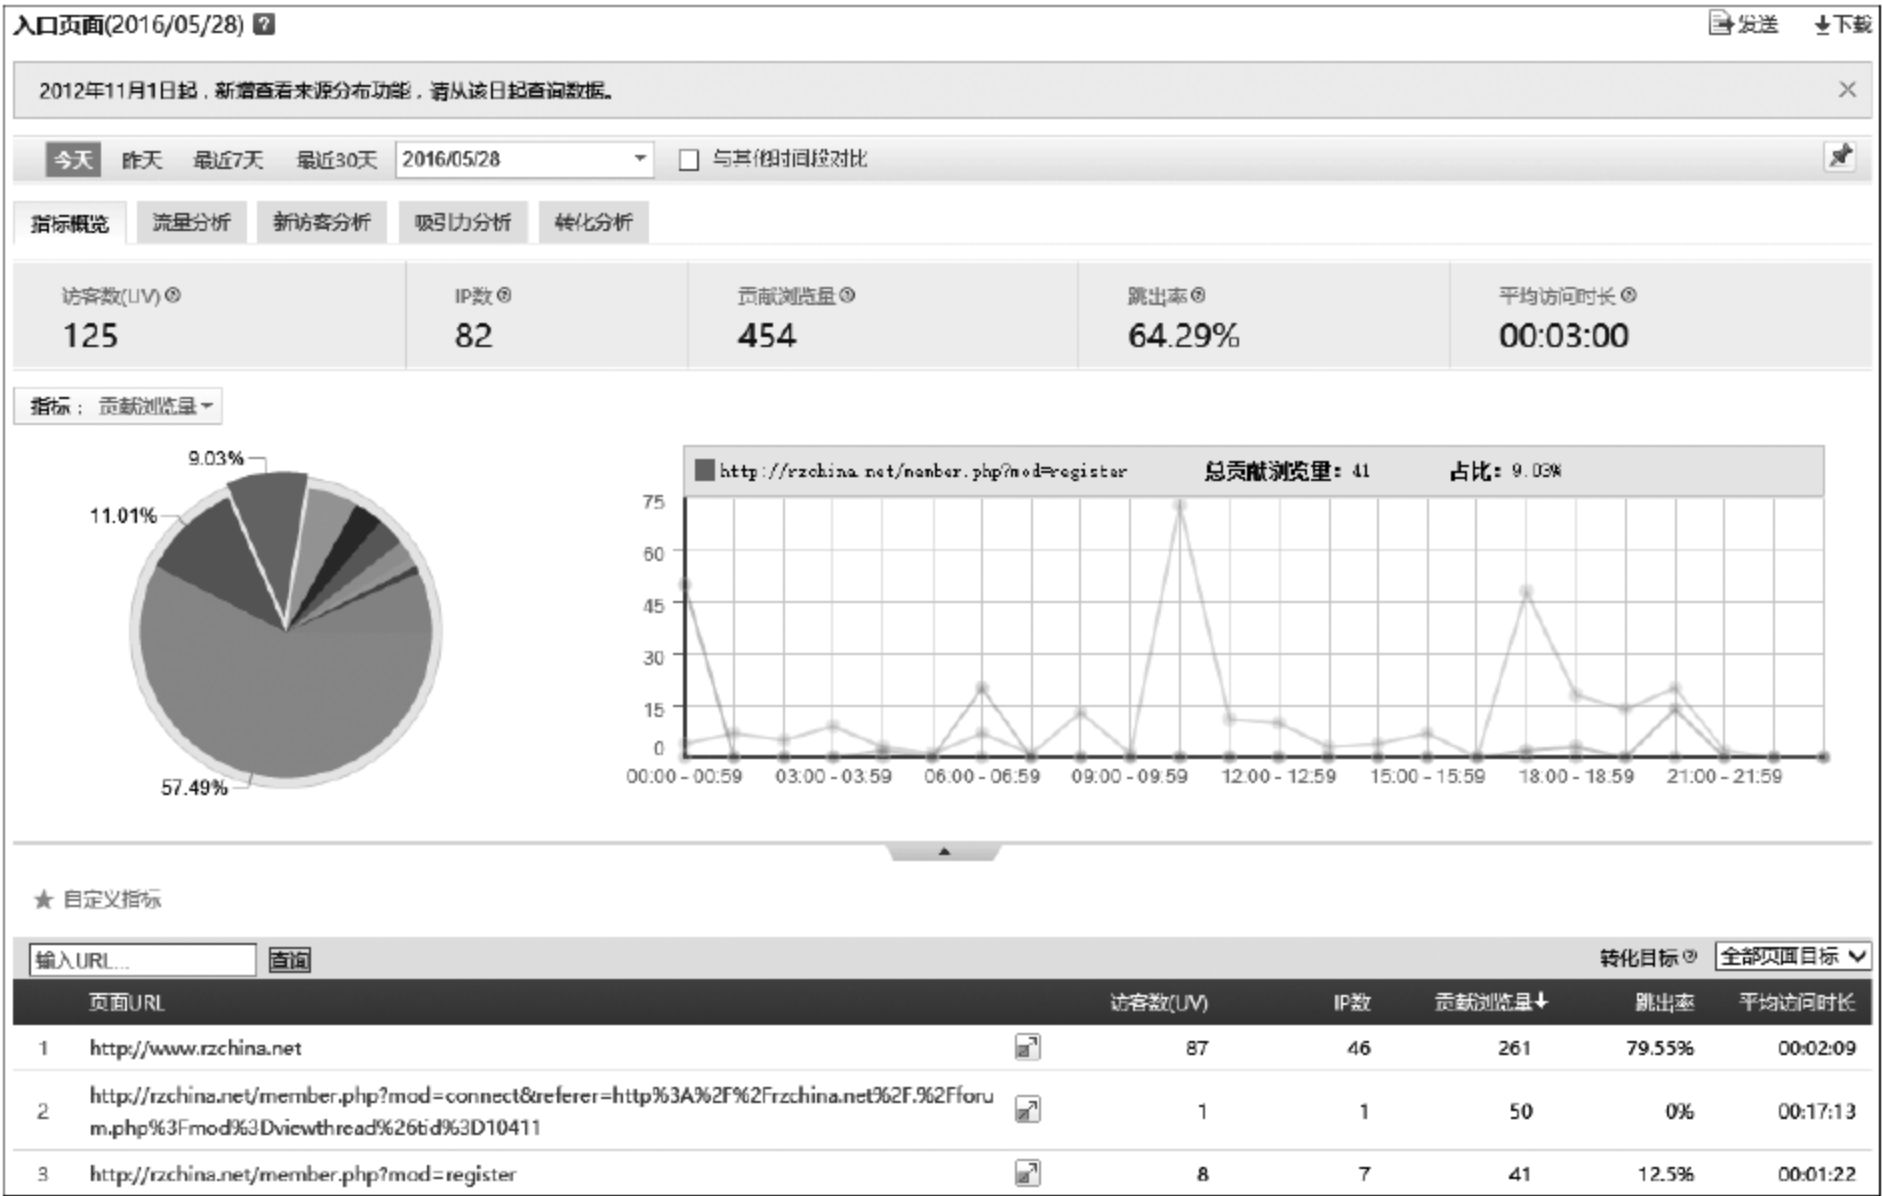 入口页面(2016/05/28) ?
发送 下载
2012年11月1日起，新增查看来源分布功能，请从该日起查询数据。
今天 昨天 最近7天 最近30天 2016/05/28 与其他时间段对比
指标概览 流量分析 新访客分析 吸引力分析 转化分析
访客数(UV) IP数 贡献浏览量 跳出率 平均访问时长
125 82 454 64.29% 00:03:00
指标： 贡献浏览量
9.03%
11.01%
57.49%
http://rzchina.net/member.php?mod=register 总贡献浏览量: 41 占比: 9.03%
75
60
45
30
15
0
00:00 - 00:59 03:00 - 03:59 06:00 - 06:59 09:00 - 09:59 12:00 - 12:59 15:00 - 15:59 18:00 - 18:59 21:00 - 21:59
自定义指标
输入URL... 查询 转化目标 全部页面目标
页面URL 访客数(UV) IP数 贡献浏览量 跳出率 平均访问时长
1 http://www.rzchina.net 87 46 261 79.55% 00:02:09
2 http://rzchina.net/member.php?mod=connect&referer=http%3A%2F%2Frzchina.net%2F.%2Fforu
m.php%3Fmod%3Dviewthread%26tid%3D10411 1 1 50 0% 00:17:13
3 http://rzchina.net/member.php?mod=register 8 7 41 12.5% 00:01:22